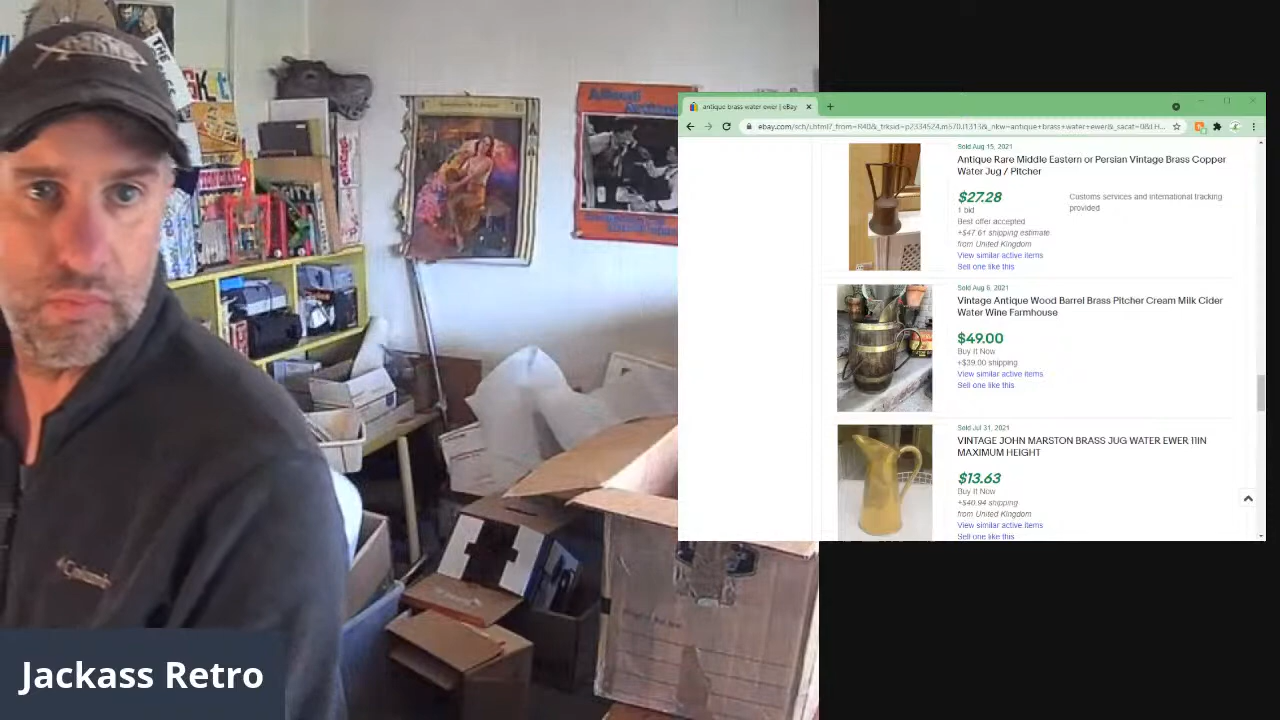 antique brass water ewer | eBay
Sold Aug 15, 2021
Antique Rare Middle Eastern or Persian Vintage Brass Copper
Water Jug / Pitcher
$27.28
Customs services and international tracking
provided
1 bid
Best offer accepted
+$47.61 shipping estimate
from United Kingdom
View similar active items
Sell one like this
Sold Aug 6, 2021
Vintage Antique Wood Barrel Brass Pitcher Cream Milk Cider
Water Wine Farmhouse
$49.00
Buy It Now
+$39.00 shipping
View similar active items
Sell one like this
Sold Jul 31, 2021
VINTAGE JOHN MARSTON BRASS JUG WATER EWER 11IN
MAXIMUM HEIGHT
$13.63
Buy It Now
+$40.94 shipping
from United Kingdom
View similar active items
Sell one like this
Jackass Retro